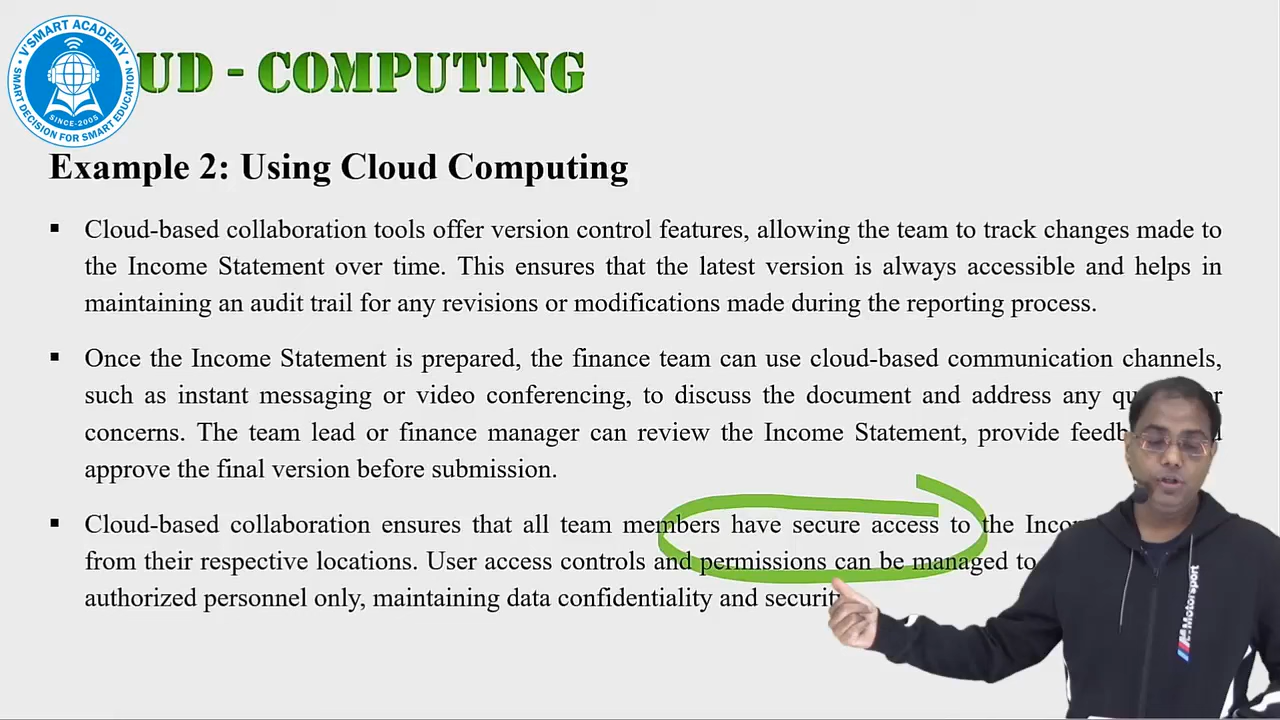 V'SMART ACADEMY
SMART DECISION FOR SMART EDUCATION
SINCE-2005
UD - COMPUTING
Example 2: Using Cloud Computing
▪ Cloud-based collaboration tools offer version control features, allowing the team to track changes made to
the Income Statement over time. This ensures that the latest version is always accessible and helps in
maintaining an audit trail for any revisions or modifications made during the reporting process.
▪ Once the Income Statement is prepared, the finance team can use cloud-based communication channels,
such as instant messaging or video conferencing, to discuss the document and address any
concerns. The team lead or finance manager can review the Income Statement, provide
approve the final version before submission.
▪ Cloud-based collaboration ensures that all team members have secure access to the
from their respective locations. User access controls and permissions can be managed to
authorized personnel only, maintaining data confidentiality and security
Motorsport